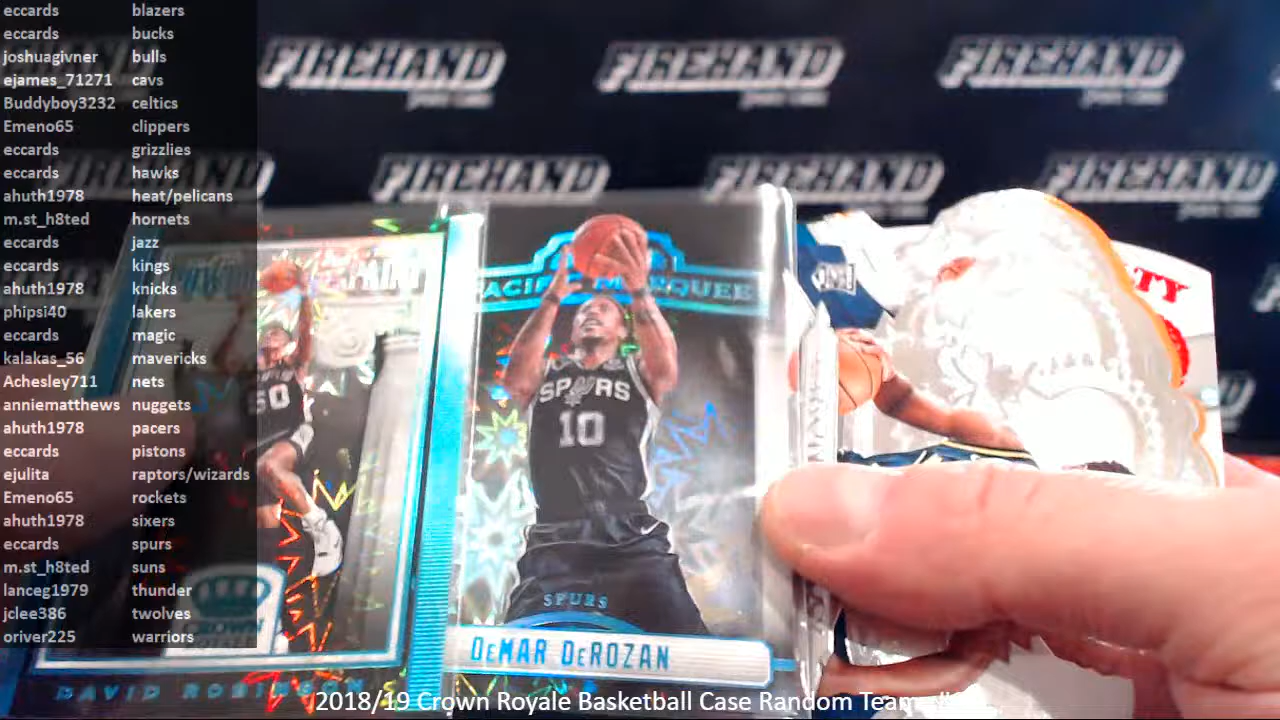 eccards blazers
eccards bucks
joshuagivner bulls
ejames_71271 cavs
Buddyboy3232 celtics
Emeno65 clippers
eccards grizzlies
eccards hawks
ahuth1978 heat/pelicans
m.st_h8ted hornets
eccards jazz
eccards kings
ahuth1978 knicks
phipsi40 lakers
eccards magic
kalakas_56 mavericks
Achesley711 nets
anniematthews nuggets
ahuth1978 pacers
eccards pistons
ejulita raptors/wizards
Emeno65 rockets
ahuth1978 sixers
eccards spurs
m.st_h8ted suns
lanceg1979 thunder
jclee386 twolves
oriver225 warriors
FIREHAND FIREHAND FIREHAND
FIREHAND FIREHAND FIREHAND
PACIFIC MARQUEE
SPURS
10
50
SPURS
DEMAR DEROZAN
CROWN
DAVID ROBINSON
2018/19 Crown Royale Basketball Case Random Team